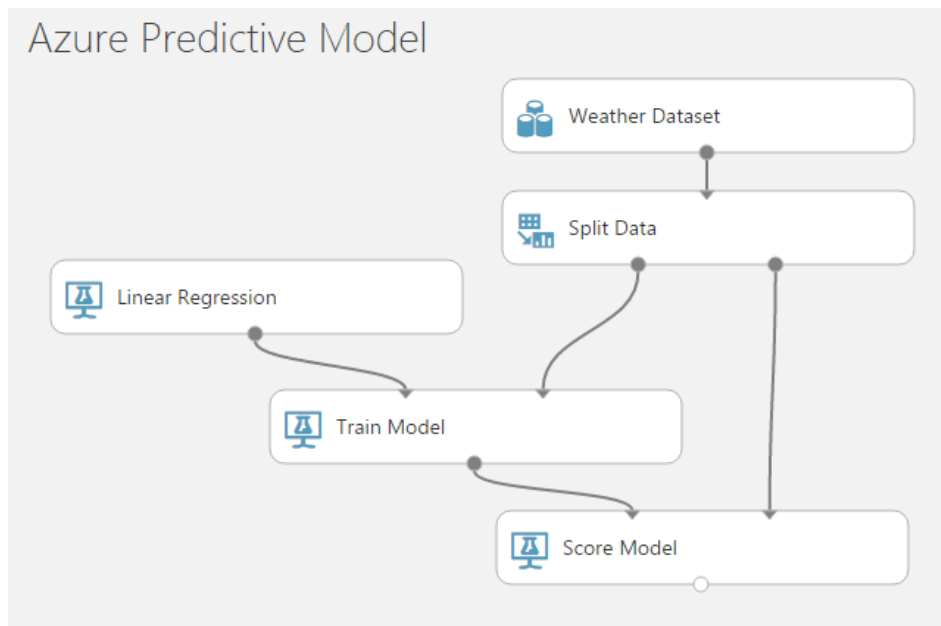 Azure Predictive Model
Weather Dataset
Split Data
Linear Regression
Train Model
Score Model